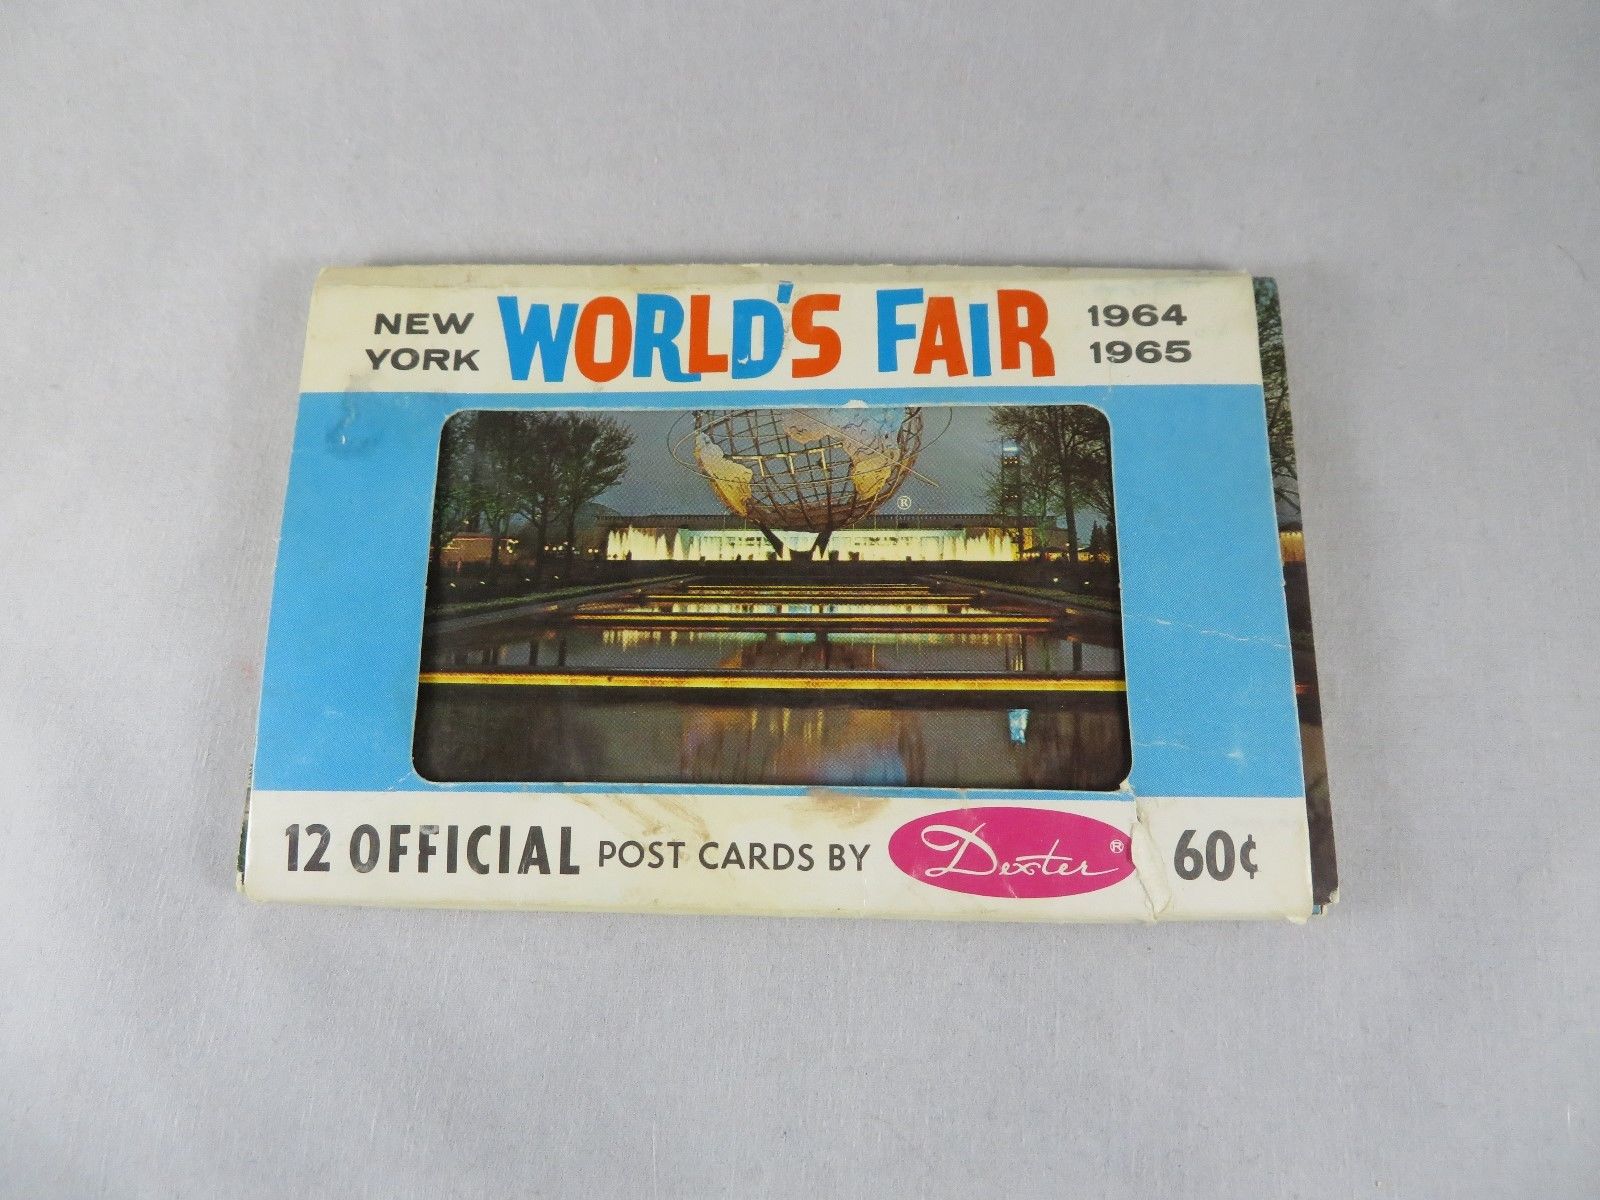 NEW YORK
WORLD'S FAIR
1964
1965
®
12 OFFICIAL POST CARDS BY Dexter® 60¢